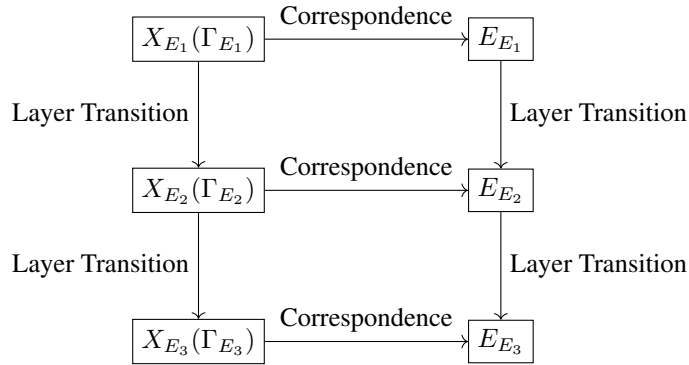 Correspondence
X_{E_1}(Γ_{E_1}) E_{E_1}
Layer Transition Layer Transition
Correspondence
X_{E_2}(Γ_{E_2}) E_{E_2}
Layer Transition Layer Transition
Correspondence
X_{E_3}(Γ_{E_3}) E_{E_3}